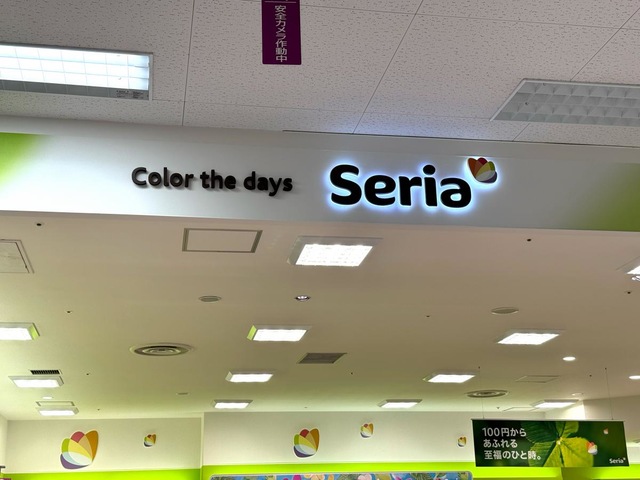 安全カメラ作動中
Color the days Seria
100円から
あふれる
至福のひと時。
Seria